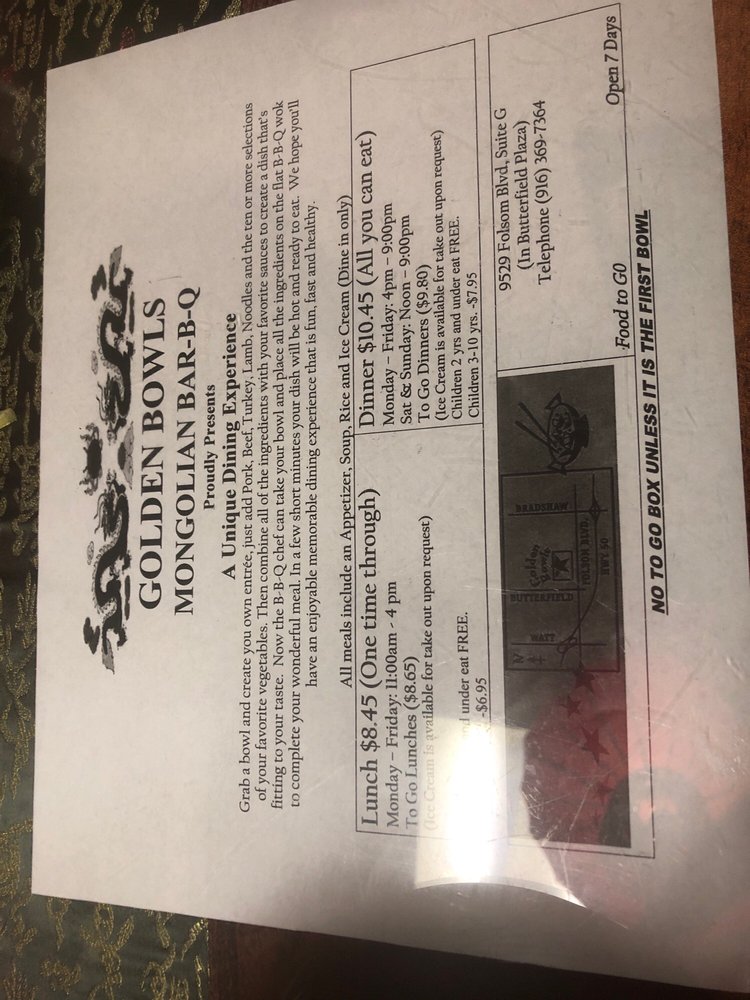 GOLDEN BOWLS
MONGOLIAN BAR-B-Q
Proudly Presents
A Unique Dining Experience
Grab a bowl and create you own entrée, just add Pork, Beef, Turkey, Lamb, Noodles and the ten or more selections
of your favorite vegetables. Then combine all of the ingredients with your favorite sauces to create a dish that's
fitting to your taste. Now the B-B-Q chef can take your bowl and place all the ingredients on the flat B-B-Q wok
to complete your wonderful meal. In a few short minutes your dish will be hot and ready to eat. We hope you'll
have an enjoyable memorable dining experience that is fun, fast and healthy.
All meals include an Appetizer, Soup, Rice and Ice Cream (Dine in only)
Lunch $8.45 (One time through)
Monday – Friday: 11:00am - 4 pm
To Go Lunches ($8.65)
(Ice Cream is available for take out upon request)
under eat FREE.
-$6.95
Dinner $10.45 (All you can eat)
Monday – Friday: 4pm – 9:00pm
Sat & Sunday: Noon – 9:00pm
To Go Dinners ($9.80)
(Ice Cream is available for take out upon request)
Children 2 yrs and under eat FREE.
Children 3-10 yrs. -$7.95
WATT
BUTTERFIELD
Golden Bowls
BRADSHAW
FOLSOM BLVD.
HWY 50
9529 Folsom Blvd, Suite G
(In Butterfield Plaza)
Telephone (916) 369-7364
Food to GO
Open 7 Days
NO TO GO BOX UNLESS IT IS THE FIRST BOWL